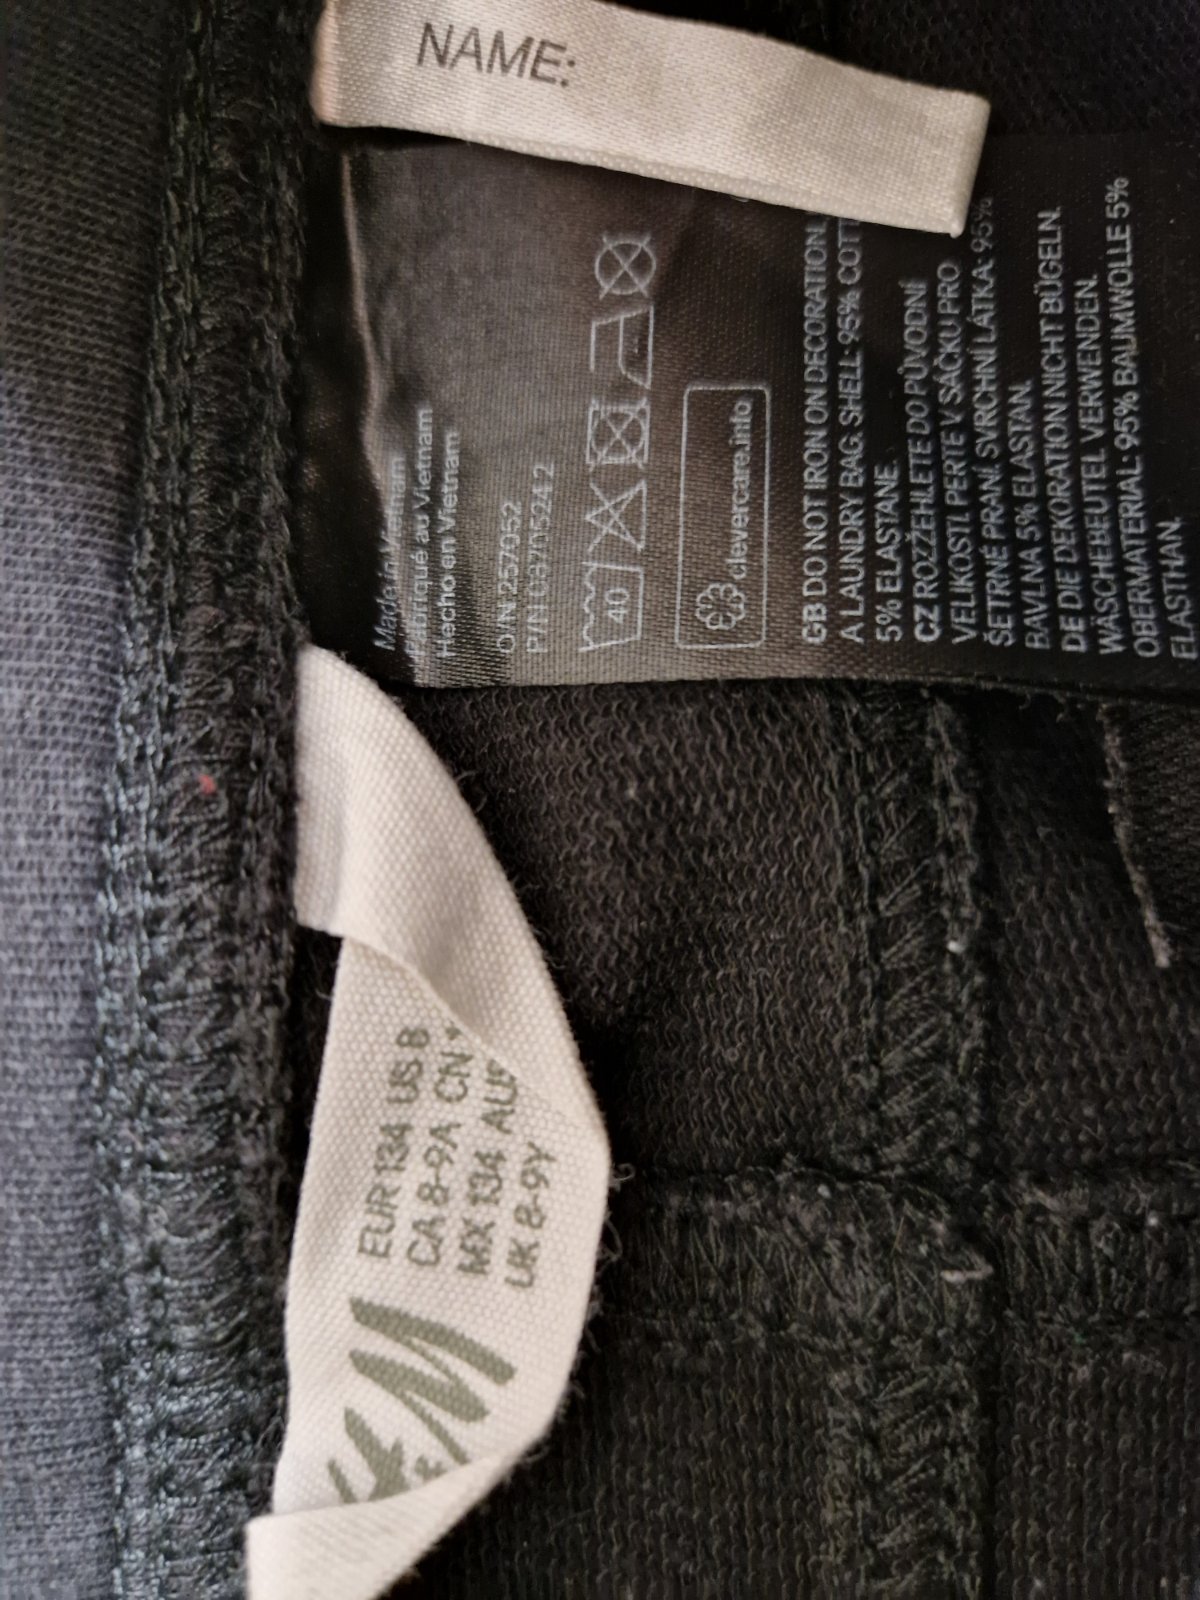 NAME:
Made in Vietnam
Fabriqué au Vietnam
Hecho en Vietnam
O/N 257052
P/N
40
clevercare.info
GB DO NOT IRON ON DECORATION.
A LAUNDRY BAG. SHELL: 95%
5% ELASTANE.
CZ ROZŽEHLETE DO PŮVODNÍ
VELIKOSTI. PERTE V SÁČKU PRO
ŠETRNÉ PRANÍ. SVRCHNÍ LÁTKA: 95%
BAVLNA 5% ELASTAN.
DE DIE DEKORATION NICHT BÜGELN.
WÄSCHEBEUTEL VERWENDEN.
OBERMATERIAL: 95% BAUMWOLLE 5%
ELASTHAN.
H&M
EUR 134 US 8
CA 8-9A CN
MX 134
UK 8-9Y